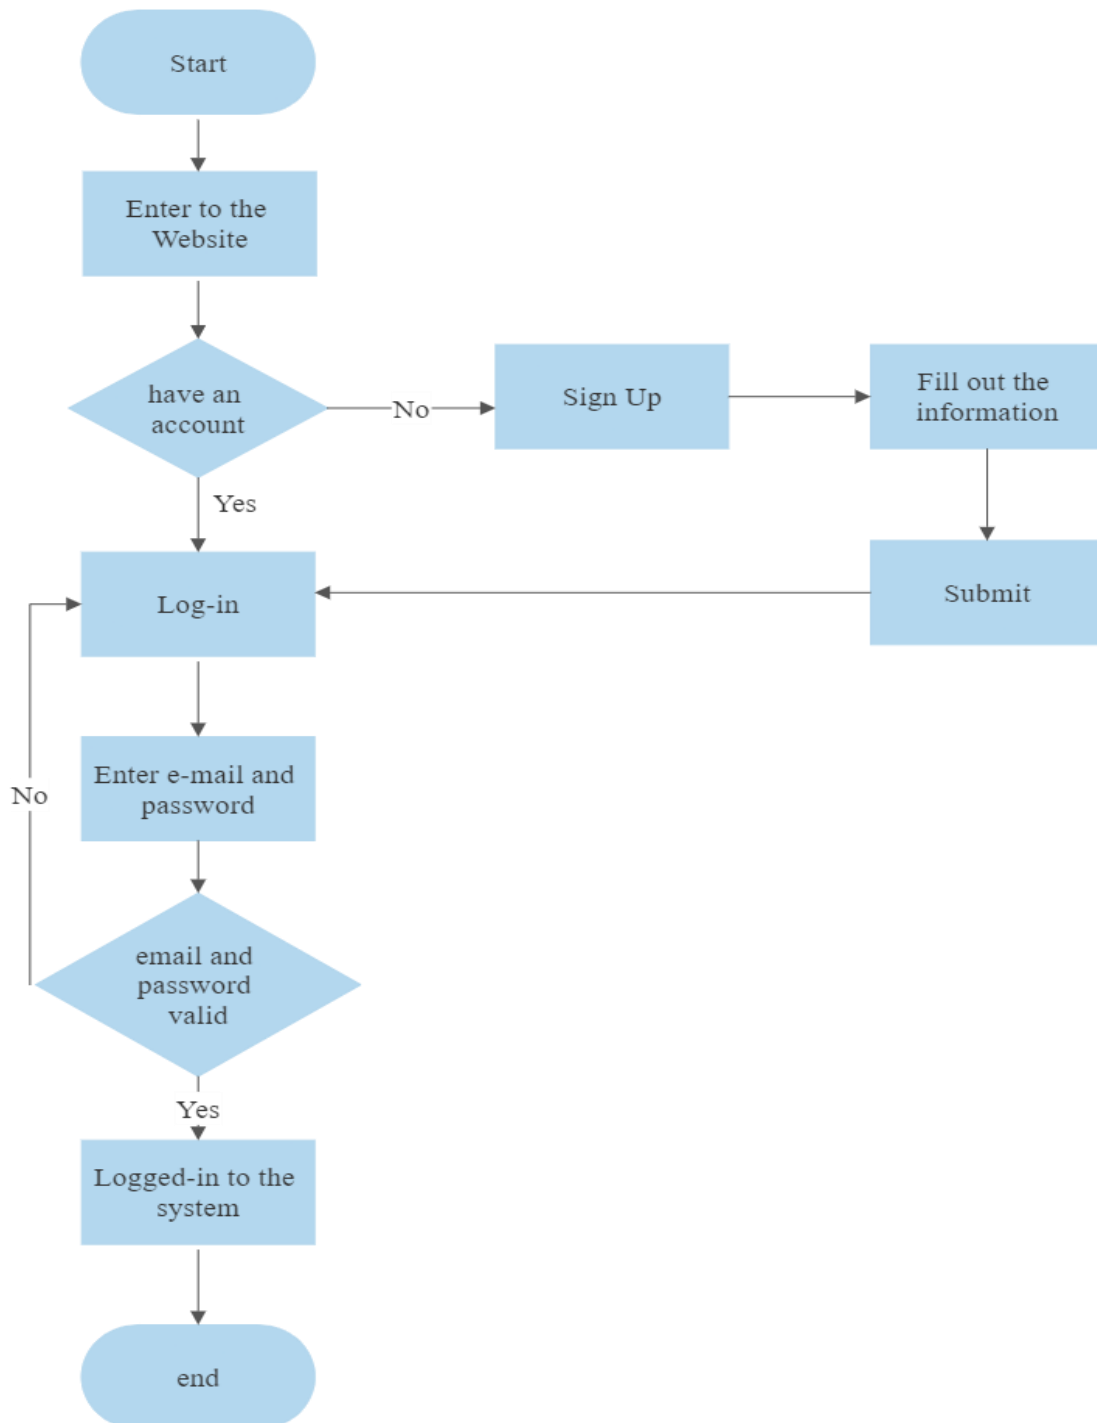 Start
Enter to the
Website
have an
account
No
Sign Up
Fill out the
information
Yes
Log-in
Submit
Enter e-mail and
password
No
email and
password
valid
Yes
Logged-in to the
system
end